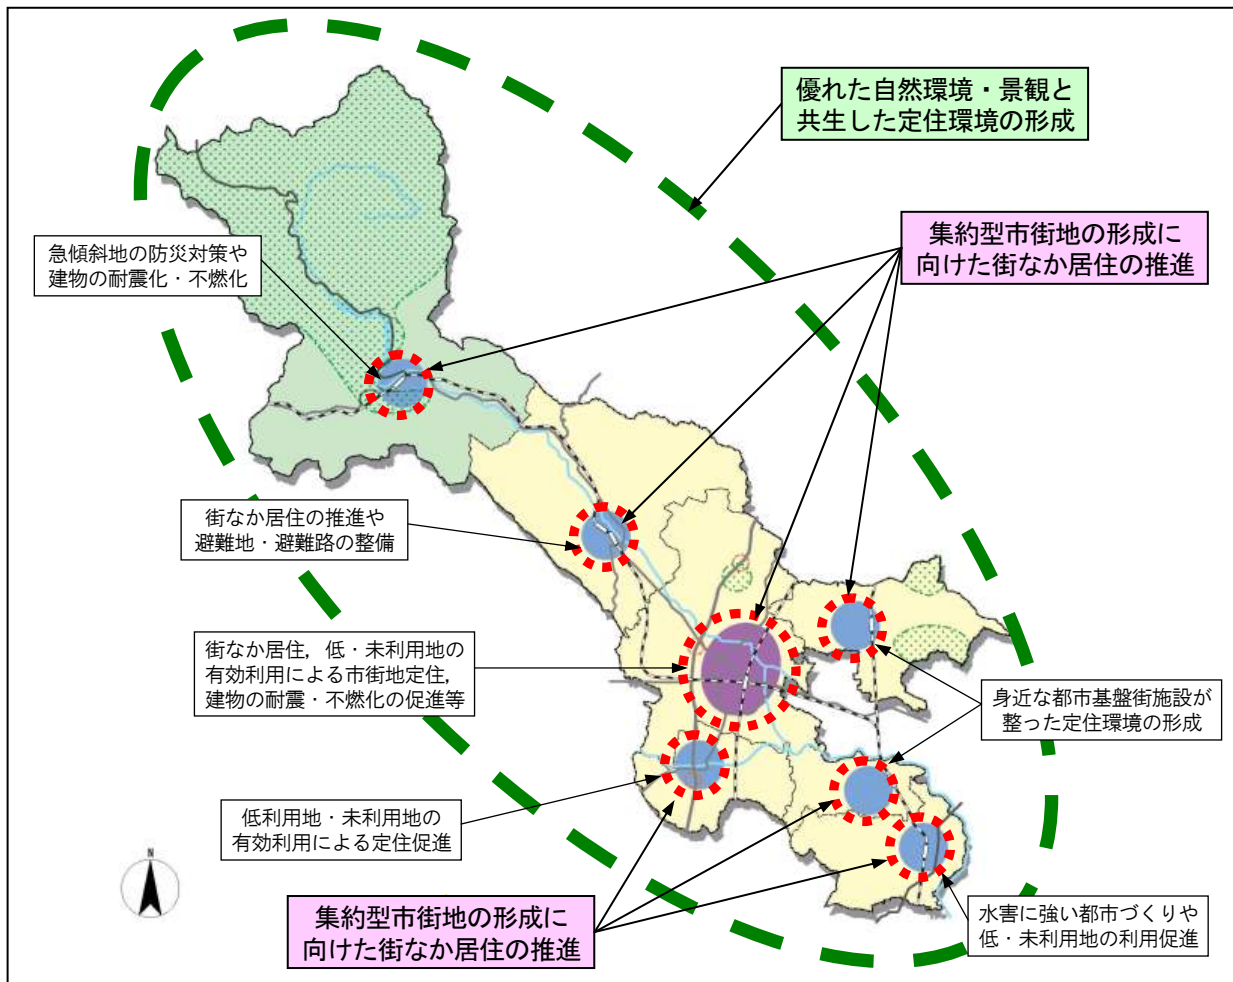 優れた自然環境・景観と
共生した定住環境の形成
集約型市街地の形成に
向けた街なか居住の推進
急傾斜地の防災対策や
建物の耐震化・不燃化
街なか居住の推進や
避難地・避難路の整備
街なか居住，低・未利用地の
有効利用による市街地定住，
建物の耐震・不燃化の促進等
身近な都市基盤街施設が
整った定住環境の形成
低利用地・未利用地の
有効利用による定住促進
N
集約型市街地の形成に
向けた街なか居住の推進
水害に強い都市づくりや
低・未利用地の利用促進